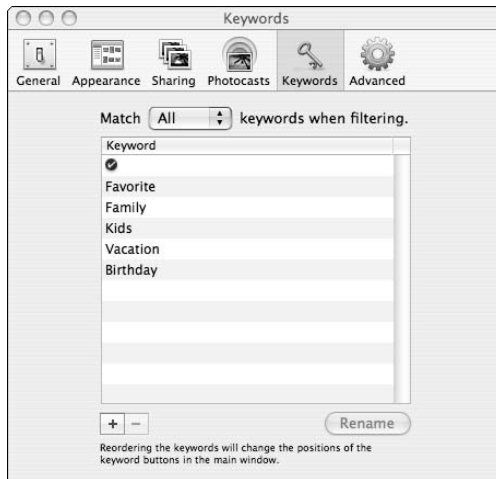 Keywords
General Appearance Sharing Photocasts Keywords Advanced
Match All keywords when filtering.
Keyword
Favorite
Family
Kids
Vacation
Birthday
+ − Rename
Reordering the keywords will change the positions of the
keyword buttons in the main window.